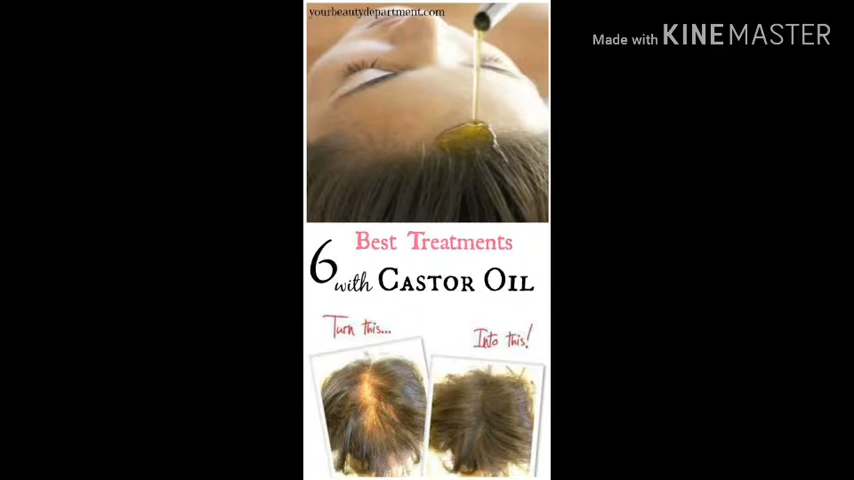 yourbeautydepartment.com
Made with KINEMASTER
Best Treatments
6 with CASTOR OIL
Turn this...
Into this!